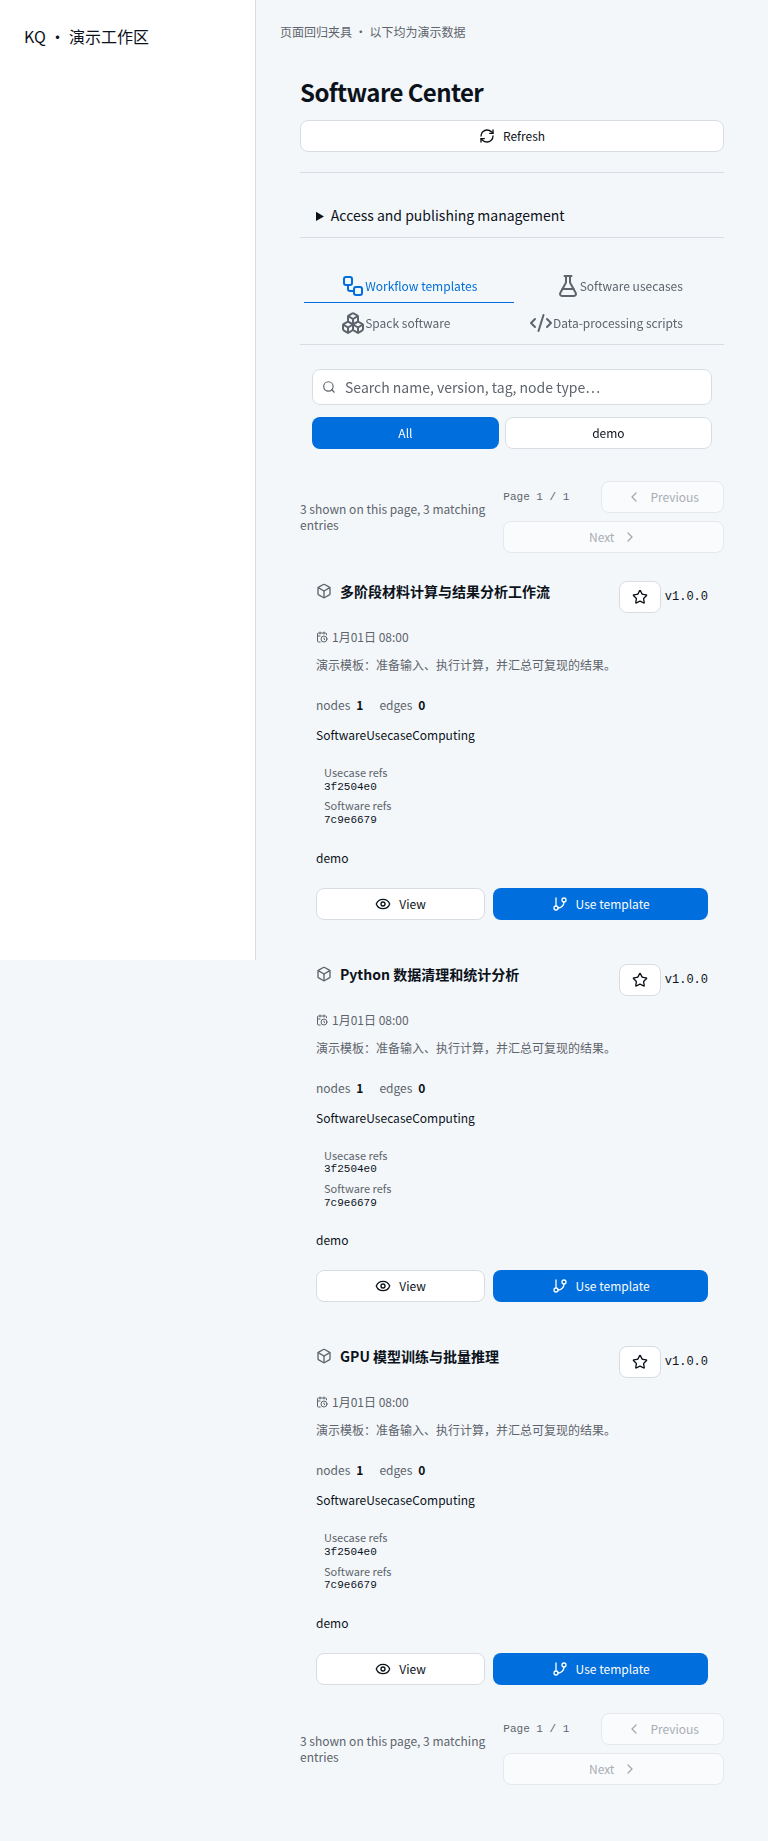 KQ · 演示工作区
页面回归夹具 · 以下均为演示数据
Software Center
Refresh
Access and publishing management
Workflow templates
Software usecases
Spack software
Data-processing scripts
Search name, version, tag, node type…
All
demo
3 shown on this page, 3 matching
entries
Page 1 / 1
Previous
Next
多阶段材料计算与结果分析工作流
v1.0.0
1月01日 08:00
演示模板：准备输入、执行计算，并汇总可复现的结果。
nodes 1 edges 0
SoftwareUsecaseComputing
Usecase refs
3f2504e0
Software refs
7c9e6679
demo
View
Use template
Python 数据清理和统计分析
v1.0.0
1月01日 08:00
演示模板：准备输入、执行计算，并汇总可复现的结果。
nodes 1 edges 0
SoftwareUsecaseComputing
Usecase refs
3f2504e0
Software refs
7c9e6679
demo
View
Use template
GPU 模型训练与批量推理
v1.0.0
1月01日 08:00
演示模板：准备输入、执行计算，并汇总可复现的结果。
nodes 1 edges 0
SoftwareUsecaseComputing
Usecase refs
3f2504e0
Software refs
7c9e6679
demo
View
Use template
3 shown on this page, 3 matching
entries
Page 1 / 1
Previous
Next